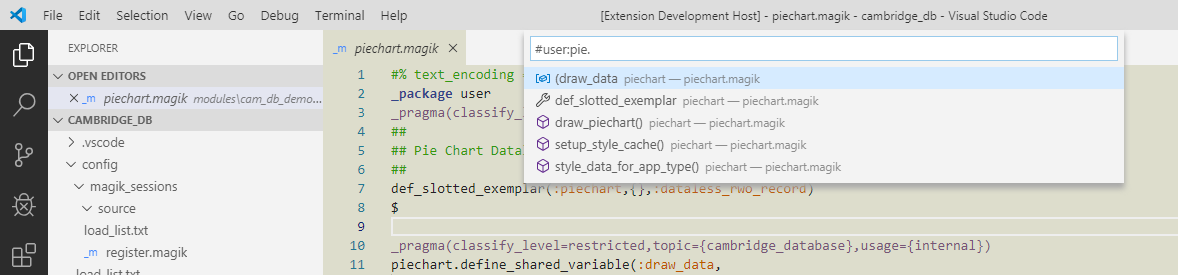 File Edit Selection View Go Debug Terminal Help [Extension Development Host] - piechart.magik - cambridge_db - Visual Studio Code
EXPLORER
OPEN EDITORS
piechart.magik modules\cam_db_demo...
CAMBRIDGE_DB
.vscode
config
magik_sessions
source
load_list.txt
register.magik
load_list.txt
piechart.magik
#user:pie.
(draw_data piechart — piechart.magik
def_slotted_exemplar piechart — piechart.magik
draw_piechart() piechart — piechart.magik
setup_style_cache() piechart — piechart.magik
style_data_for_app_type() piechart — piechart.magik
1 #% text_encoding
2 _package user
3 _pragma(classify_
4 ##
5 ## Pie Chart Data
6 ##
7 def_slotted_exemplar(:piechart,{},:dataless_rwo_record)
8 $
9
10 _pragma(classify_level=restricted,topic={cambridge_database},usage={internal})
11 piechart.define_shared_variable(:draw_data,